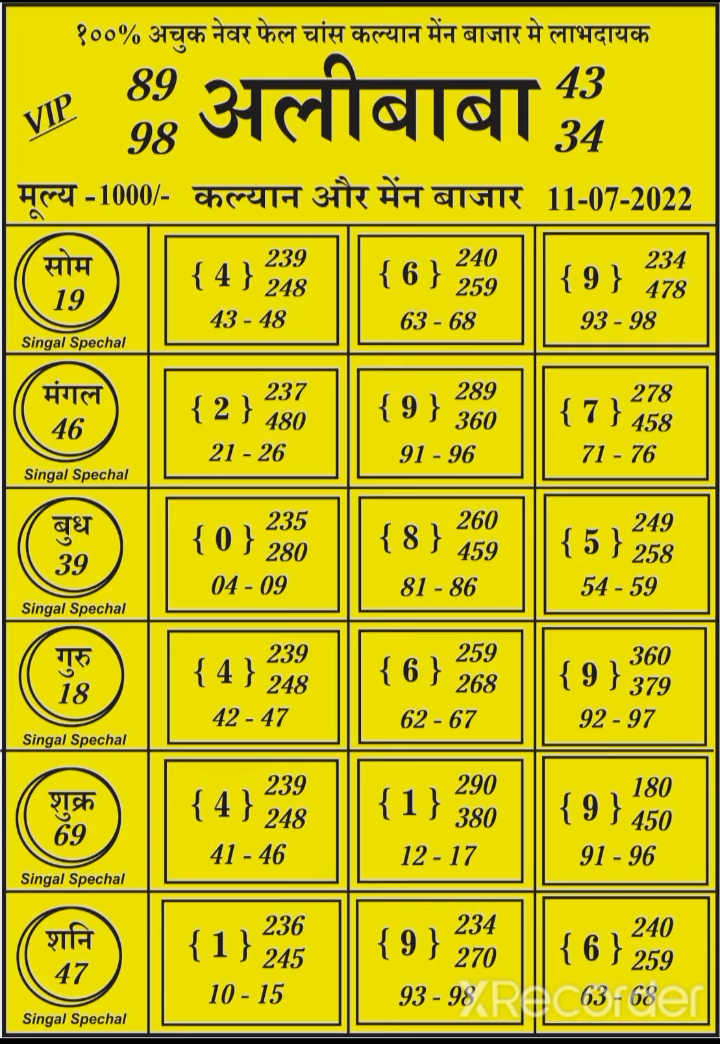 १००% अचुक नेवर फेल चांस कल्यान मेंन बाजार मे लाभदायक
VIP
89
98
अलीबाबा
43
34
मूल्य -1000/- कल्यान और मेंन बाजार 11-07-2022
सोम
19
Singal Spechal
{ 4 } 239
248
43 - 48
{ 6 } 240
259
63 - 68
{ 9 } 234
478
93 - 98
मंगल
46
Singal Spechal
{ 2 } 237
480
21 - 26
{ 9 } 289
360
91 - 96
{ 7 } 278
458
71 - 76
बुध
39
Singal Spechal
{ 0 } 235
280
04 - 09
{ 8 } 260
459
81 - 86
{ 5 } 249
258
54 - 59
गुरु
18
Singal Spechal
{ 4 } 239
248
42 - 47
{ 6 } 259
268
62 - 67
{ 9 } 360
379
92 - 97
शुक्र
69
Singal Spechal
{ 4 } 239
248
41 - 46
{ 1 } 290
380
12 - 17
{ 9 } 180
450
91 - 96
शनि
47
Singal Spechal
{ 1 } 236
245
10 - 15
{ 9 } 234
270
93 - 98
{ 6 } 240
259
63 - 68
XRecorder